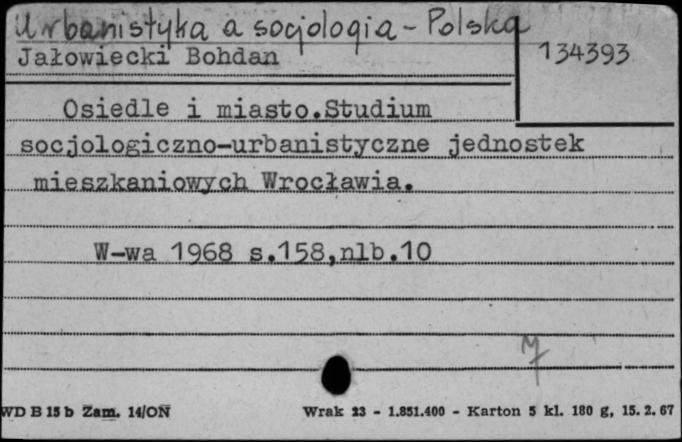 Urbanistyka a socjologia - Polska
Jałowiecki Bohdan
134393
Osiedle i miasto.Studium
socjologiczno-urbanistyczne jednostek
mieszkaniowych Wrocławia.
W-wa 1968 s.158,nlb.10
WD B 15 b Zam. 14/ON
Wrak 23 - 1.851.400 - Karton 5 kl. 180 g, 15. 2. 67